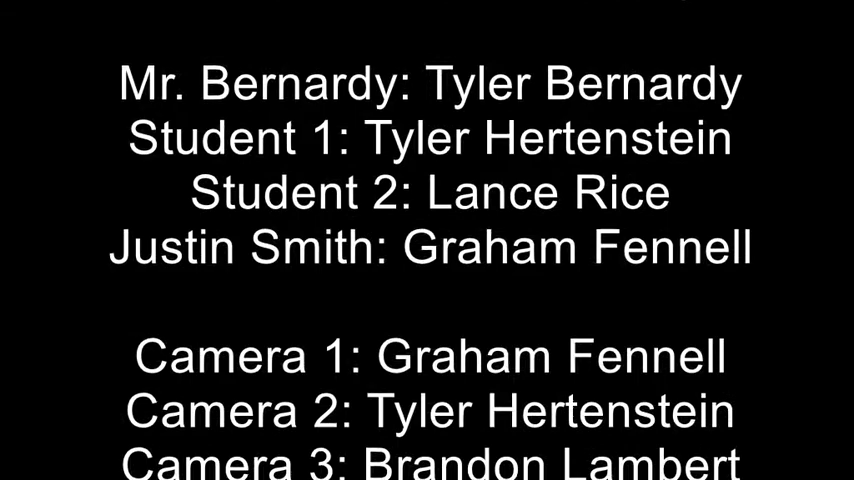 Mr. Bernardy: Tyler Bernardy
Student 1: Tyler Hertenstein
Student 2: Lance Rice
Justin Smith: Graham Fennell
Camera 1: Graham Fennell
Camera 2: Tyler Hertenstein
Camera 3: Brandon Lambert